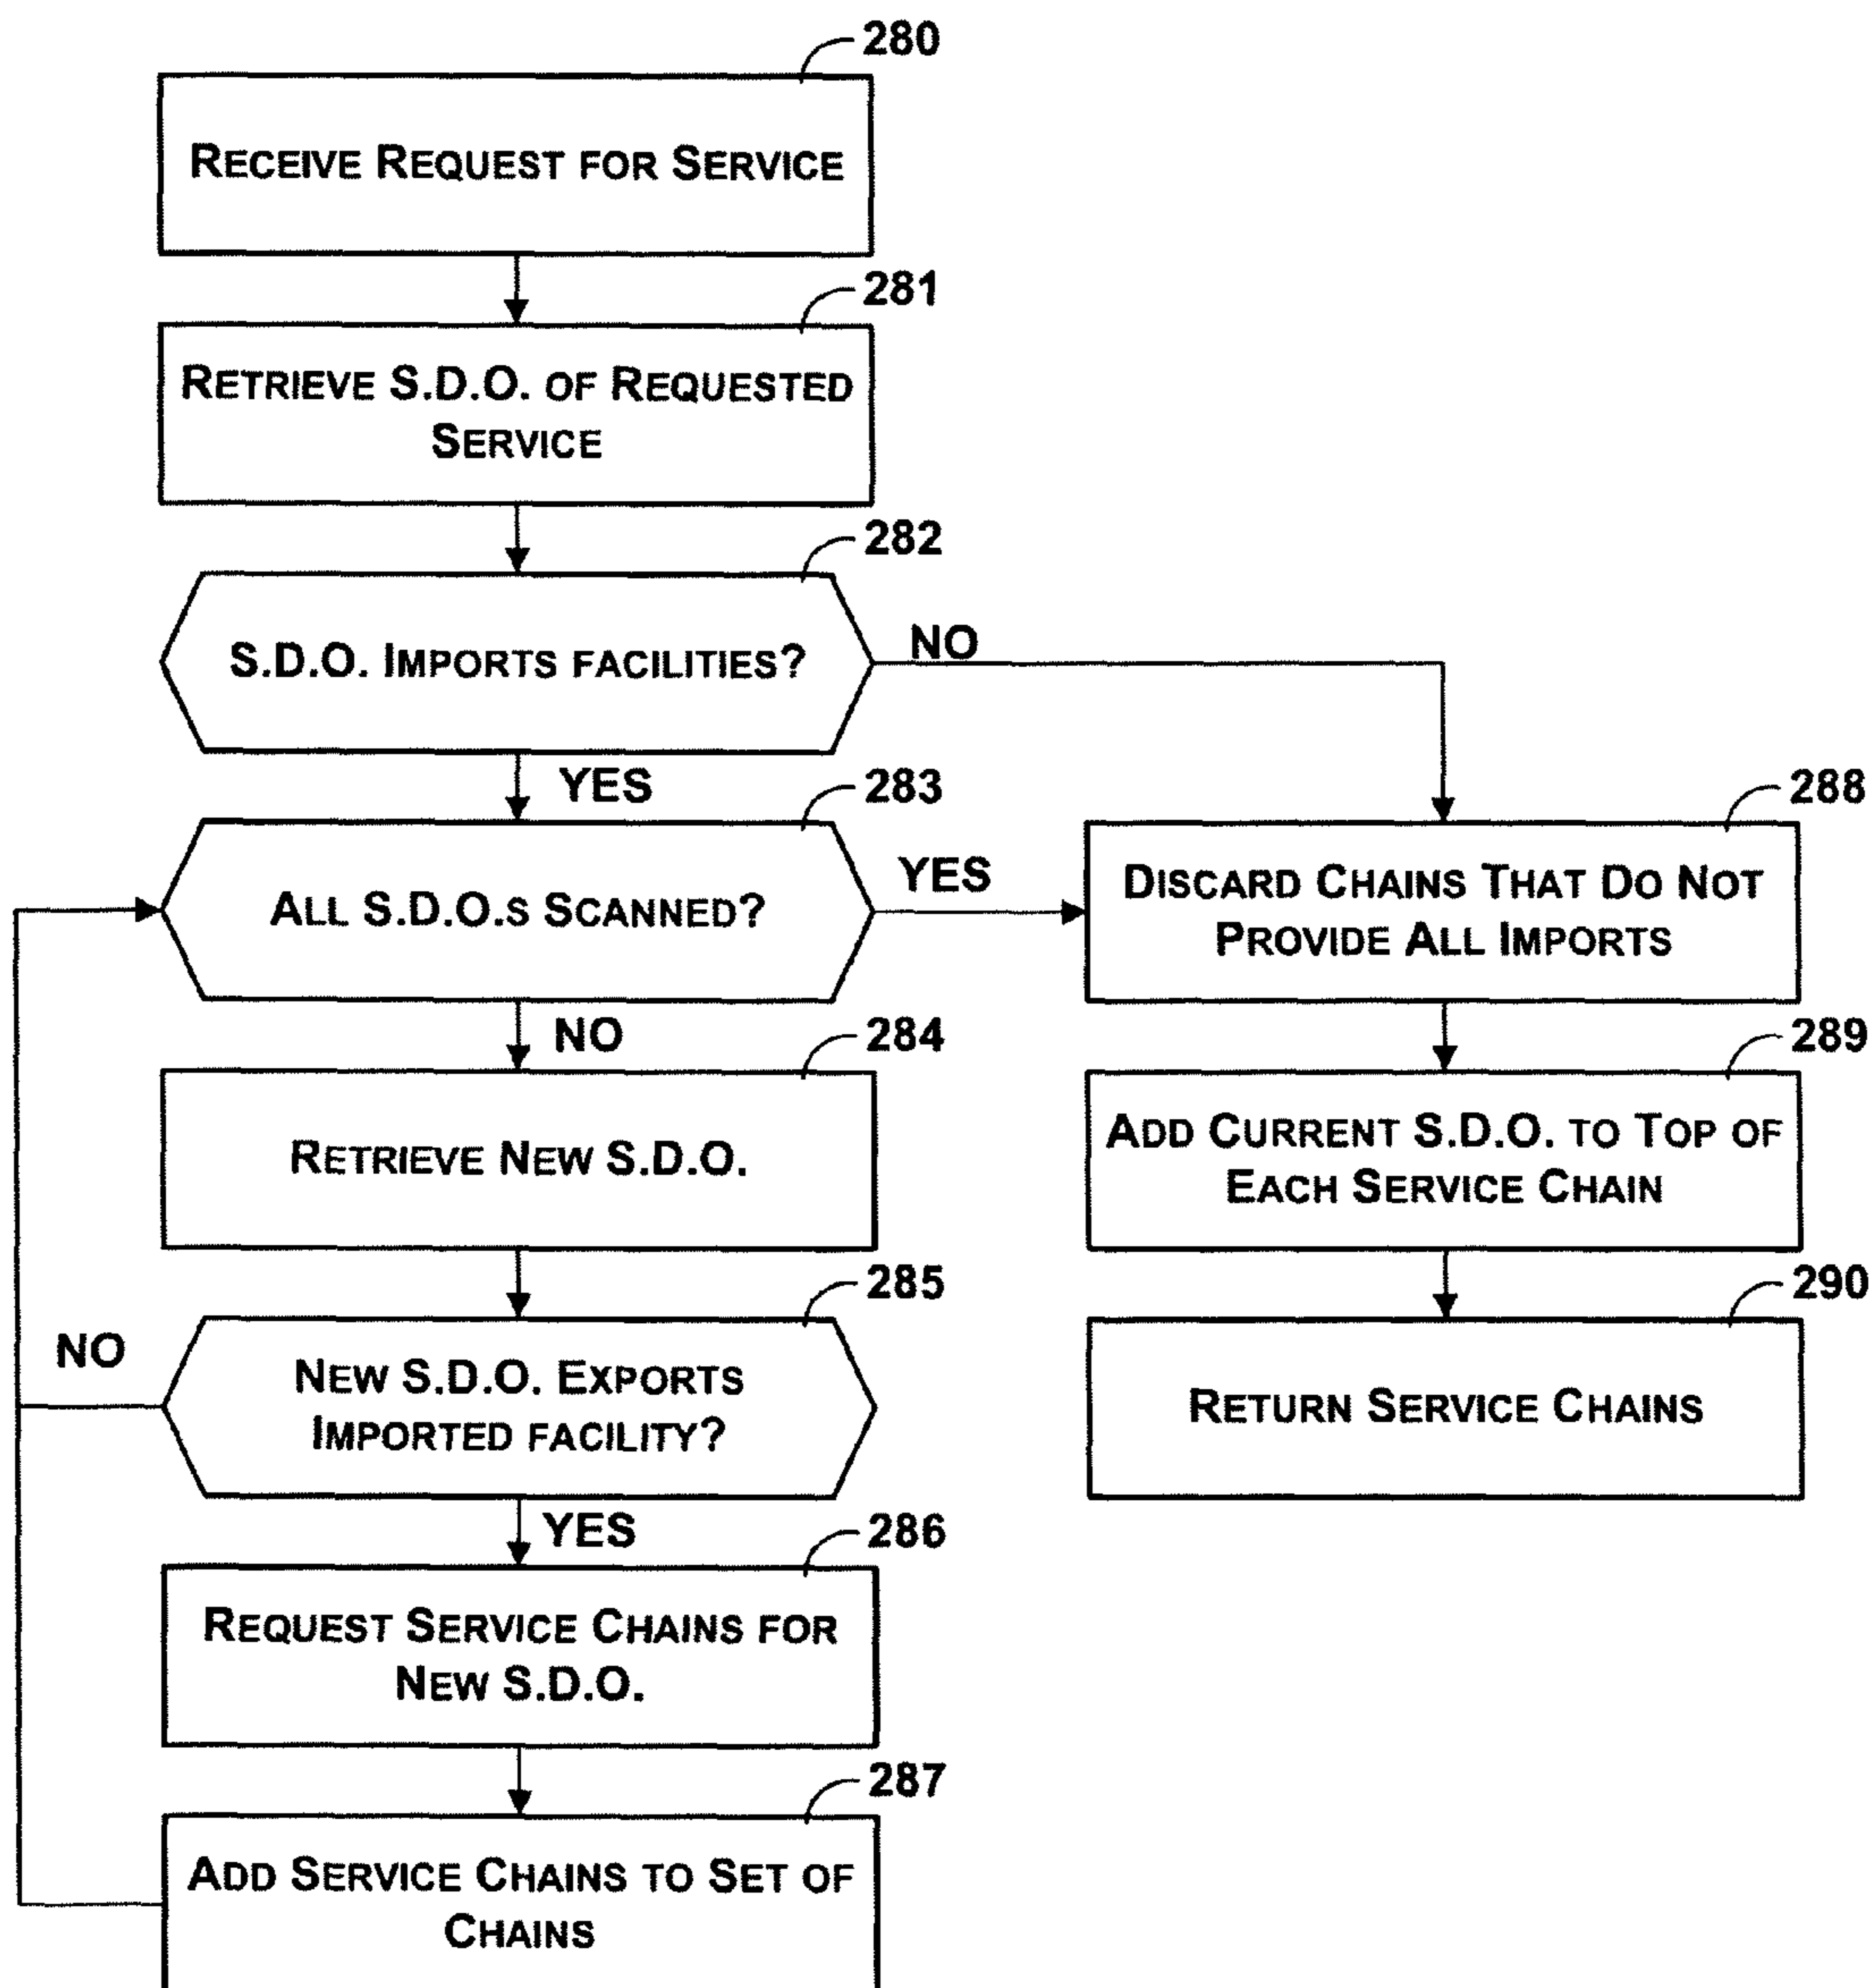 280
RECEIVE REQUEST FOR SERVICE
281
RETRIEVE S.D.O. OF REQUESTED
SERVICE
282
S.D.O. IMPORTS FACILITIES?
NO
YES
283
ALL S.D.O.S SCANNED?
YES
288
DISCARD CHAINS THAT DO NOT
PROVIDE ALL IMPORTS
NO
284
RETRIEVE NEW S.D.O.
289
ADD CURRENT S.D.O. TO TOP OF
EACH SERVICE CHAIN
285
NO
NEW S.D.O. EXPORTS
IMPORTED FACILITY?
290
RETURN SERVICE CHAINS
YES
286
REQUEST SERVICE CHAINS FOR
NEW S.D.O.
287
ADD SERVICE CHAINS TO SET OF
CHAINS